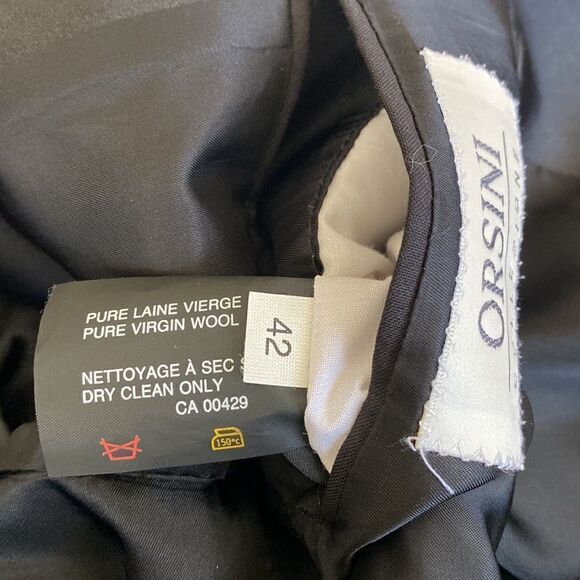 PURE LAINE VIERGE
PURE VIRGIN WOOL
NETTOYAGE À SEC
DRY CLEAN ONLY
CA 00429
150°C
42
ORSINI